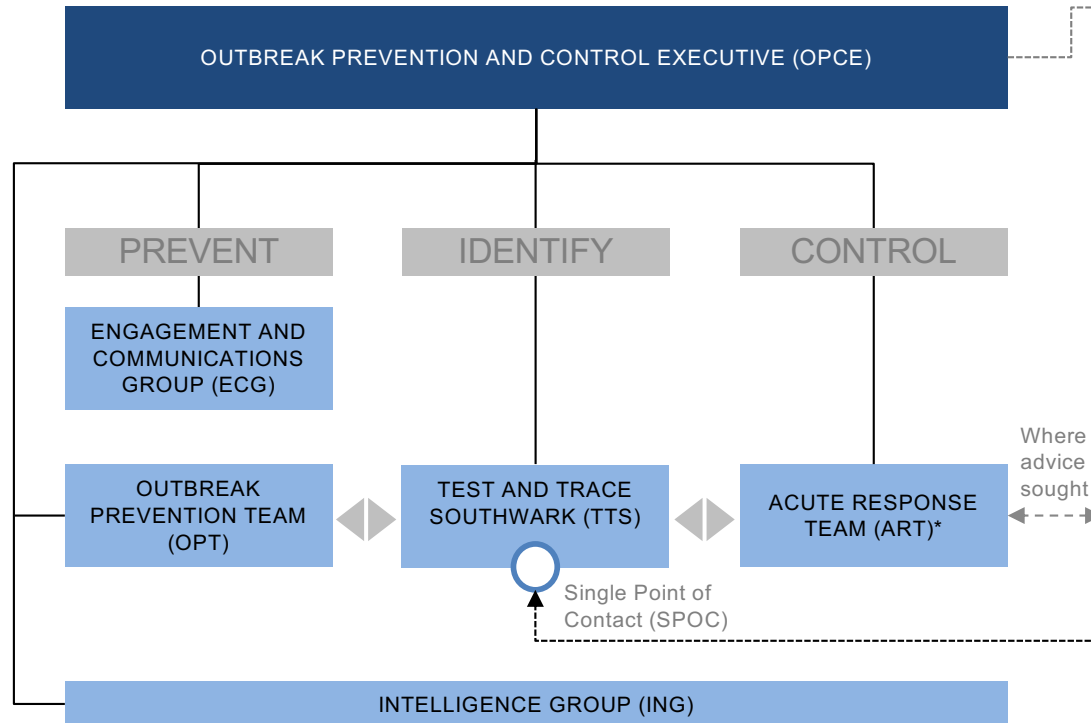 OUTBREAK PREVENTION AND CONTROL EXECUTIVE (OPCE)
PREVENT
IDENTIFY
CONTROL
ENGAGEMENT AND
COMMUNICATIONS
GROUP (ECG)
OUTBREAK
PREVENTION TEAM
(OPT)
TEST AND TRACE
SOUTHWARK (TTS)
ACUTE RESPONSE
TEAM (ART)*
Where
advice
sought
Single Point of
Contact (SPOC)
INTELLIGENCE GROUP (ING)